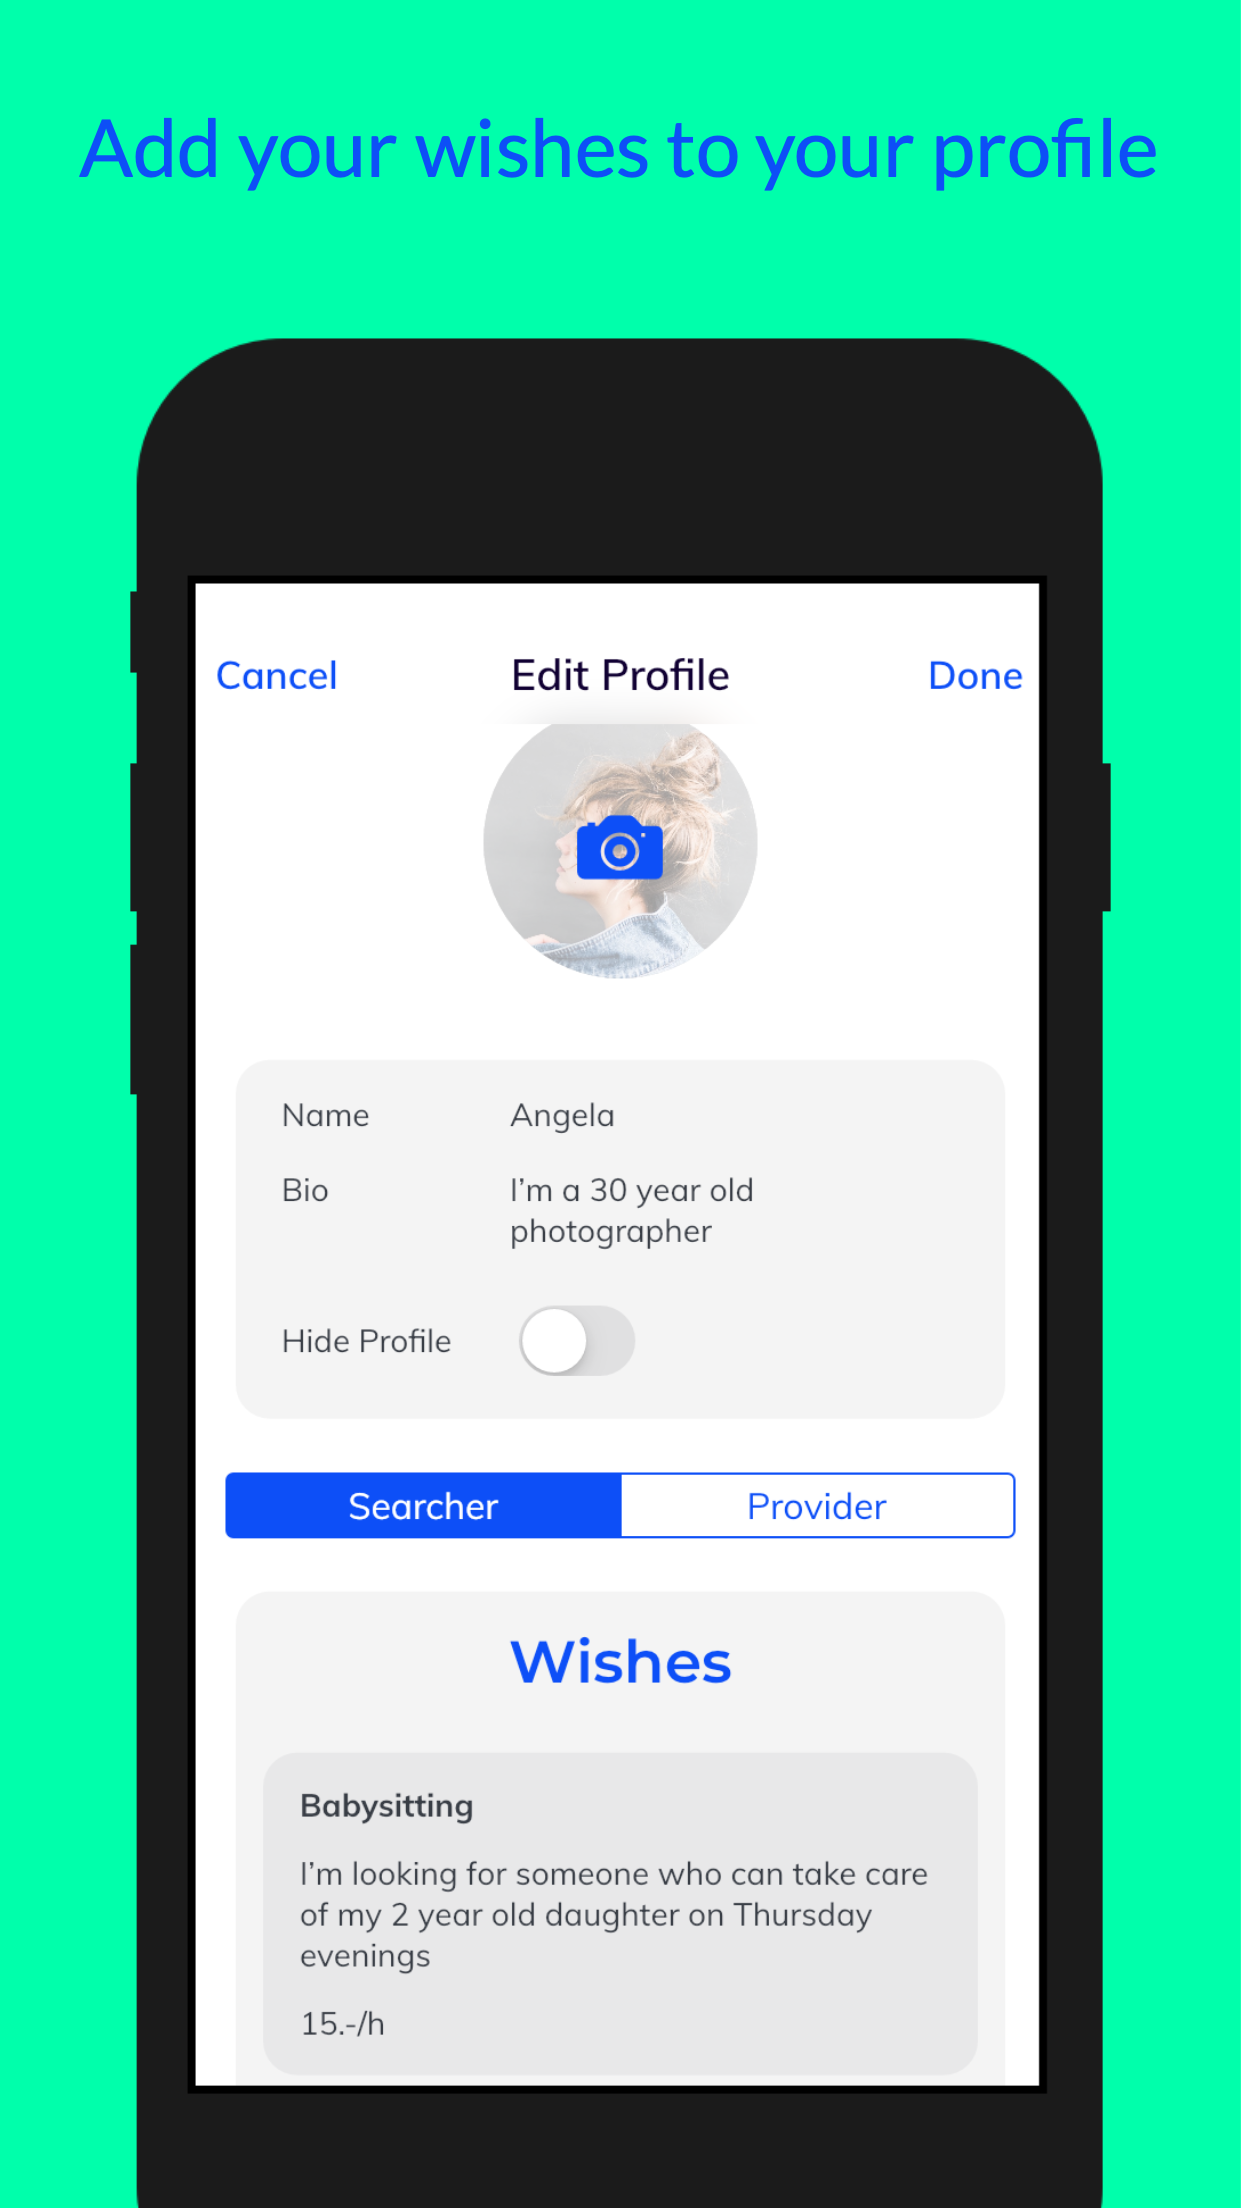 Add your wishes to your profile
Cancel
Edit Profile
Done
Name
Angela
Bio
I'm a 30 year old
photographer
Hide Profile
Searcher
Provider
Wishes
Babysitting
I'm looking for someone who can take care
of my 2 year old daughter on Thursday
evenings
15.-/h